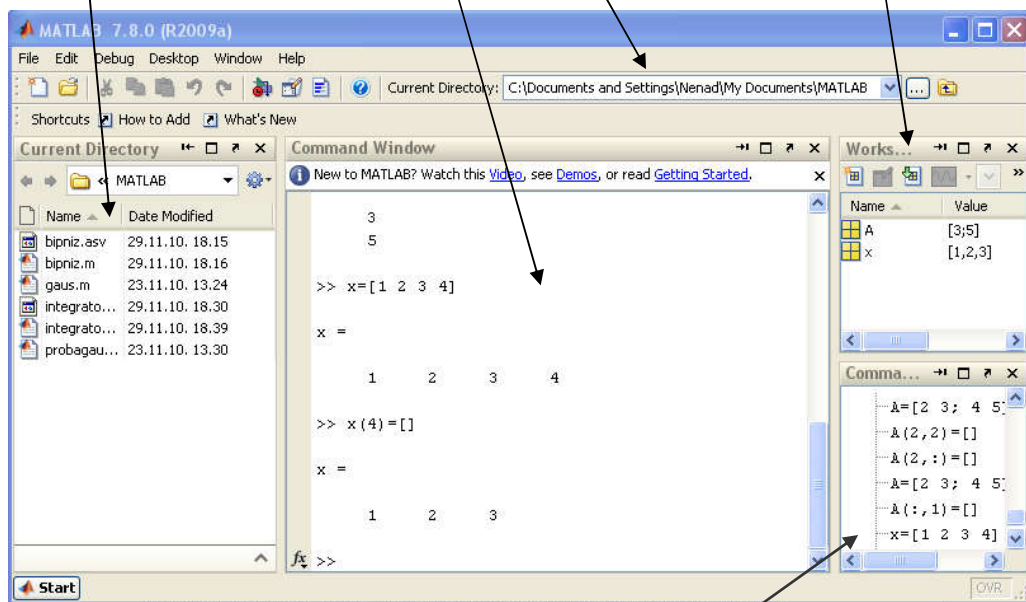 MATLAB 7.8.0 (R2009a)
File Edit Debug Desktop Window Help
Current Directory: C:\Documents and Settings\Nenad\My Documents\MATLAB ...
Shortcuts How to Add What's New
Current Directory
« MATLAB
Name Date Modified
bipniz.asv 29.11.10. 18.15
bipniz.m 29.11.10. 18.16
gaus.m 23.11.10. 13.24
integrato... 29.11.10. 18.30
integrato... 29.11.10. 18.39
probagau... 23.11.10. 13.30
Command Window
New to MATLAB? Watch this Video, see Demos, or read Getting Started.
3
5
>> x=[1 2 3 4]
x =
1 2 3 4
>> x(4)=[]
x =
1 2 3
fx >>
Works...
»
Name Value
A [3;5]
x [1,2,3]
Comma...
A=[2 3; 4 5]
A(2,2)=[]
A(2,:)=[]
A=[2 3; 4 5]
A(:,1)=[]
x=[1 2 3 4]
Start
OVR